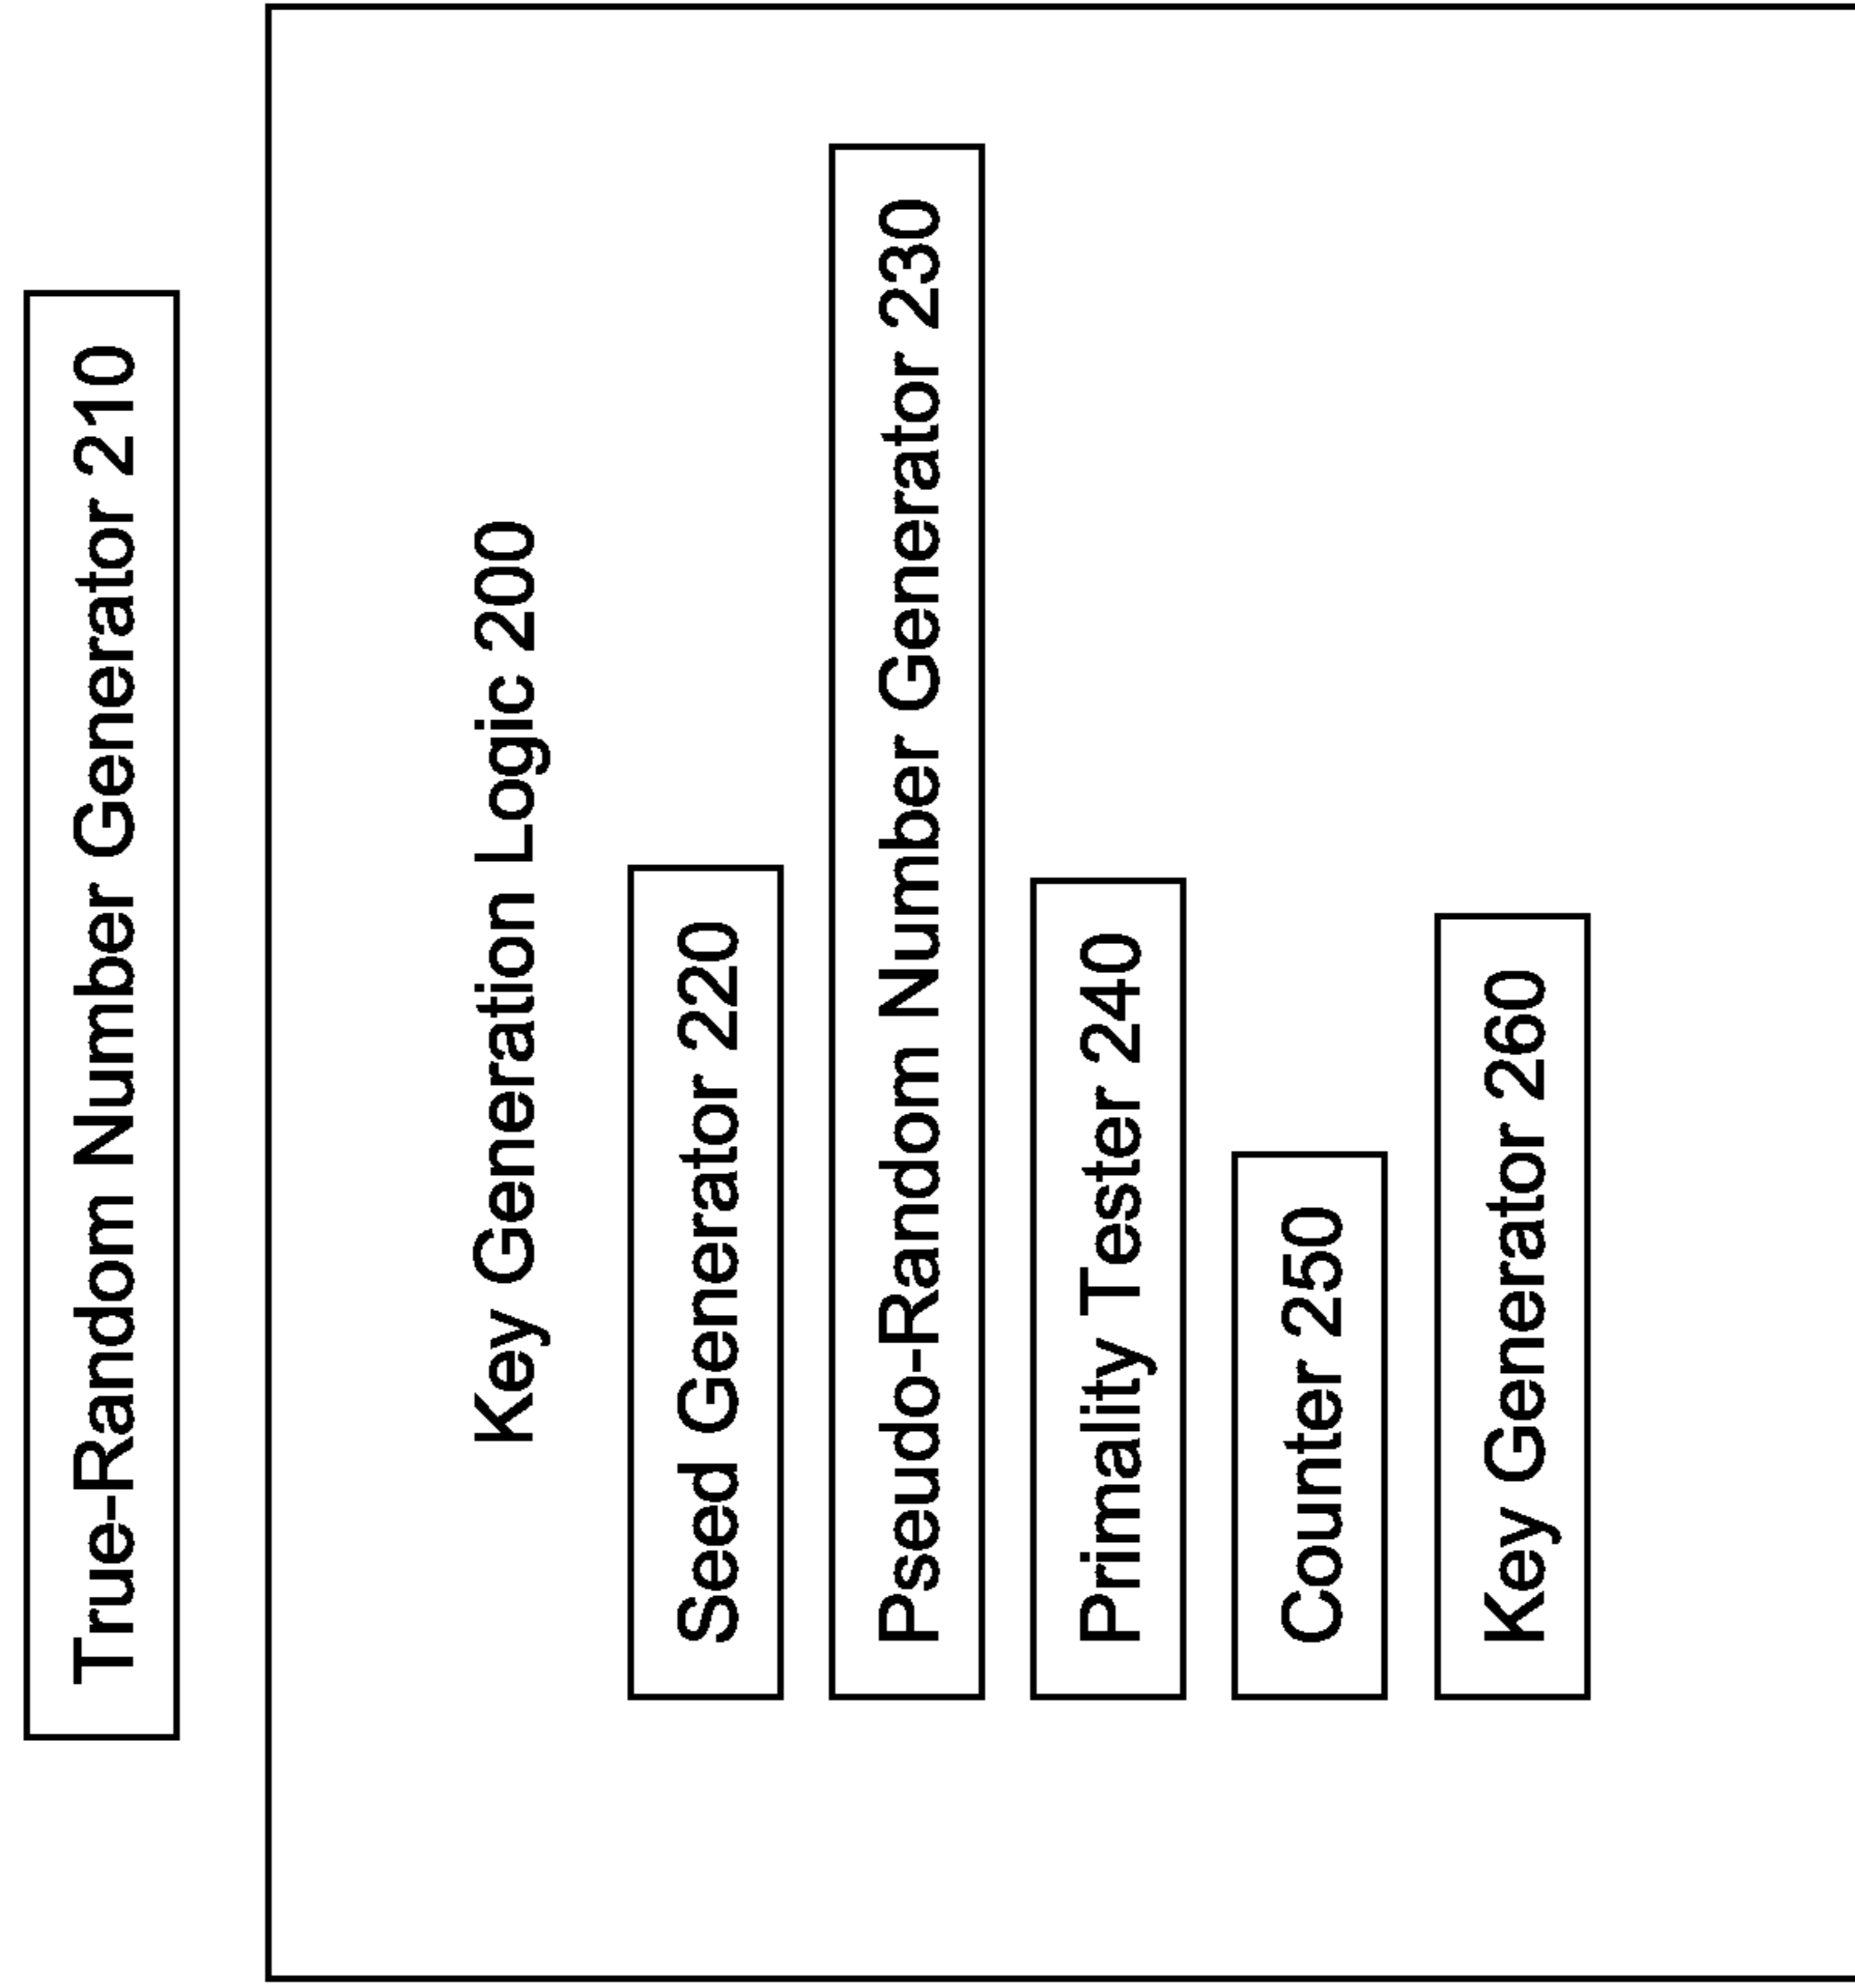 True-Random Number Generator 210
Key Generation Logic 200
Seed Generator 220
Pseudo-Random Number Generator 230
Primality Tester 240
Counter 250
Key Generator 260